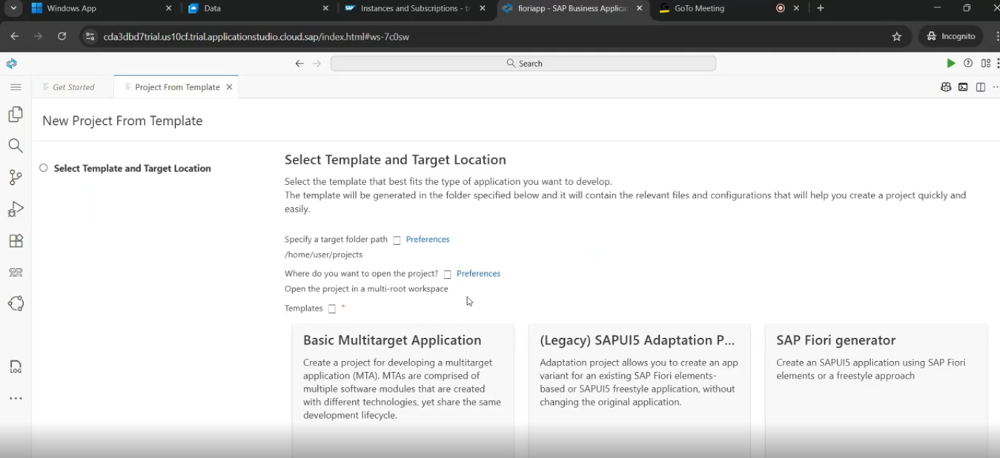 Windows App
Data
Instances and Subscriptions - tr
fioriapp - SAP Business Applicat
GoTo Meeting
cda3dbd7trial.us10cf.trial.applicationstudio.cloud.sap/index.html#ws-7c0sw
Incognito
Search
Get Started
Project From Template
New Project From Template
Select Template and Target Location
Select Template and Target Location
Select the template that best fits the type of application you want to develop.
The template will be generated in the folder specified below and it will contain the relevant files and configurations that will help you create a project quickly and
easily.
Specify a target folder path Preferences
/home/user/projects
Where do you want to open the project? Preferences
Open the project in a multi-root workspace
Templates *
Basic Multitarget Application
Create a project for developing a multitarget
application (MTA). MTAs are comprised of
multiple software modules that are created
with different technologies, yet share the same
development lifecycle.
(Legacy) SAPUI5 Adaptation P...
Adaptation project allows you to create an app
variant for an existing SAP Fiori elements-
based or SAPUI5 freestyle application, without
changing the original application.
SAP Fiori generator
Create an SAPUI5 application using SAP Fiori
elements or a freestyle approach
LOG